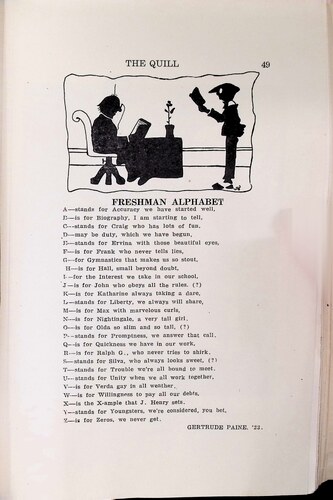 THE QUILL 49
FRESHMAN ALPHABET
A—stands for Accuracy we have started well,
B—is for Biography, I am starting to tell,
C—stands for Craig who has lots of fun.
D—may be duty, which we have begun,
E—stands for Ervina with those beautiful eyes,
F—is for Frank who never tells lies,
G—for Gymnastics that makes us so stout,
H—is for Hall, small beyond doubt,
I—for the Interest we take in our school,
J—is for John who obeys all the rules. (?)
K—is for Katharine always taking a dare,
L—stands for Liberty, we always will share,
M—is for Max with marvelous curls,
N—is for Nightingale, a very tall girl,
O—is for Olda so slim and so tall, (?)
P—stands for Promptness, we answer that call.
Q—is for Quickness we have in our work,
R—is for Ralph G., who never tries to shirk.
S—stands for Silva, who always looks sweet, (?)
T—stands for Trouble we're all bound to meet.
U—stands for Unity when we all work together,
V—is for Verda gay in all weather,
W—is for Willingness to pay all our debts,
X—is the X-ample that J. Henry sets.
Y—stands for Youngsters, we're considered, you bet,
Z—is for Zeros, we never get.
GERTRUDE PAINE, '23.